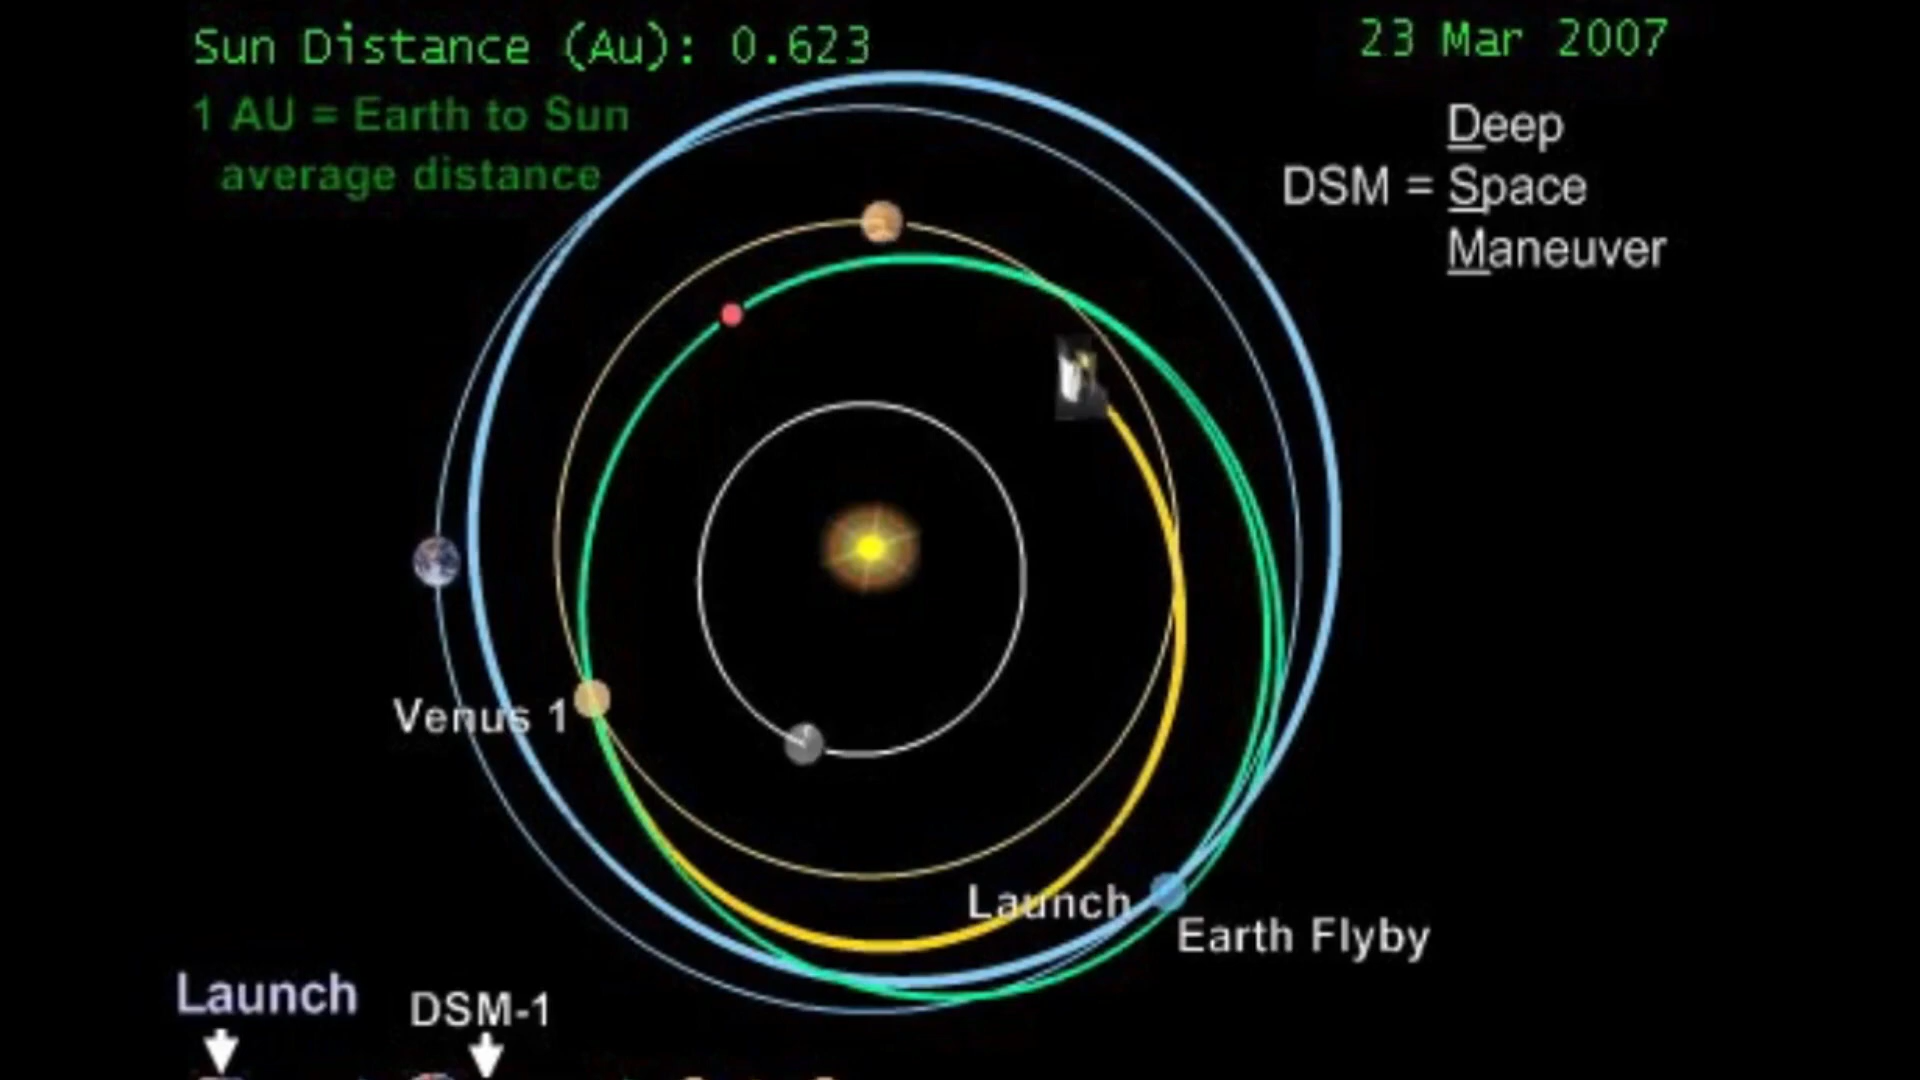 Sun Distance (Au): 0.623
23 Mar 2007
1 AU = Earth to Sun
average distance
Deep
DSM = Space
Maneuver
Venus 1
Launch
Earth Flyby
Launch
DSM-1